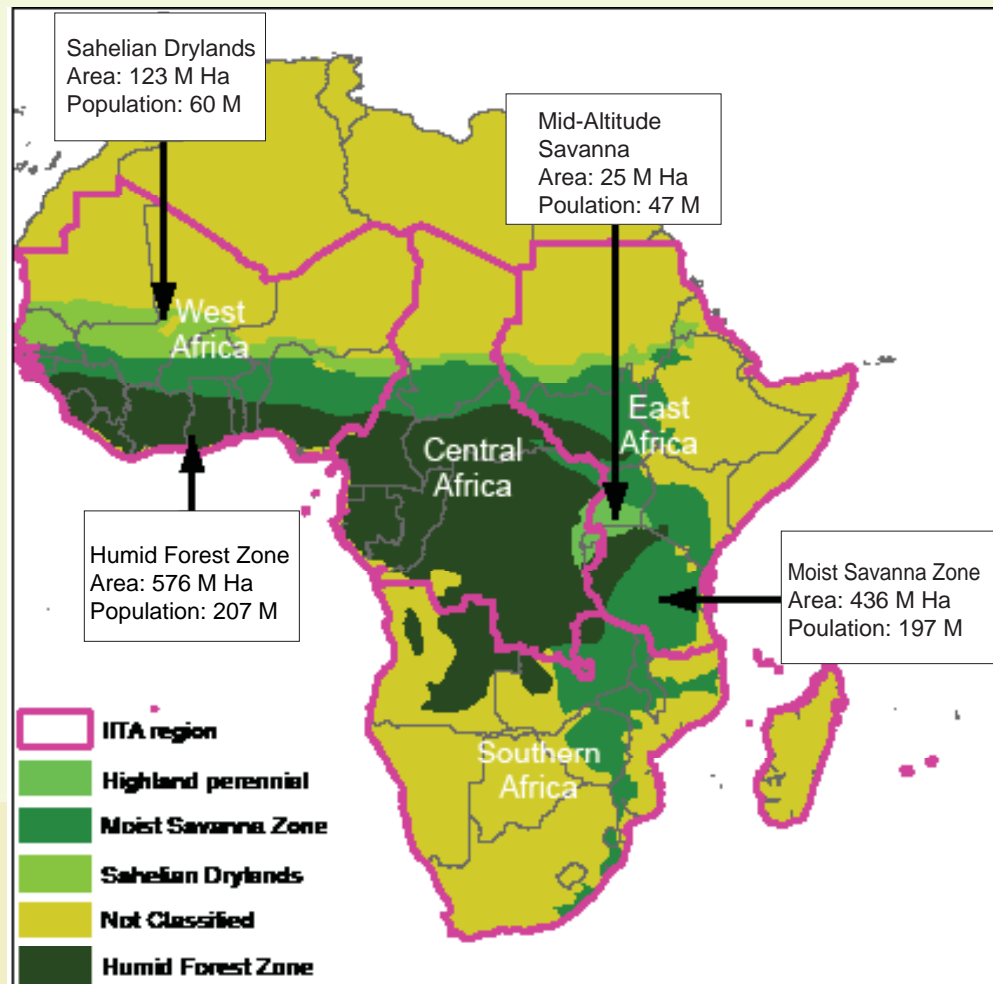 Sahelian Drylands
Area: 123 M Ha
Population: 60 M
Mid-Altitude
Savanna
Area: 25 M Ha
Poulation: 47 M
West
Africa
East
Africa
Central
Africa
Humid Forest Zone
Area: 576 M Ha
Population: 207 M
Moist Savanna Zone
Area: 436 M Ha
Poulation: 197 M
Southern
Africa
IITA region
Highland perennial
Moist Savanna Zone
Sahelian Drylands
Not Classified
Humid Forest Zone